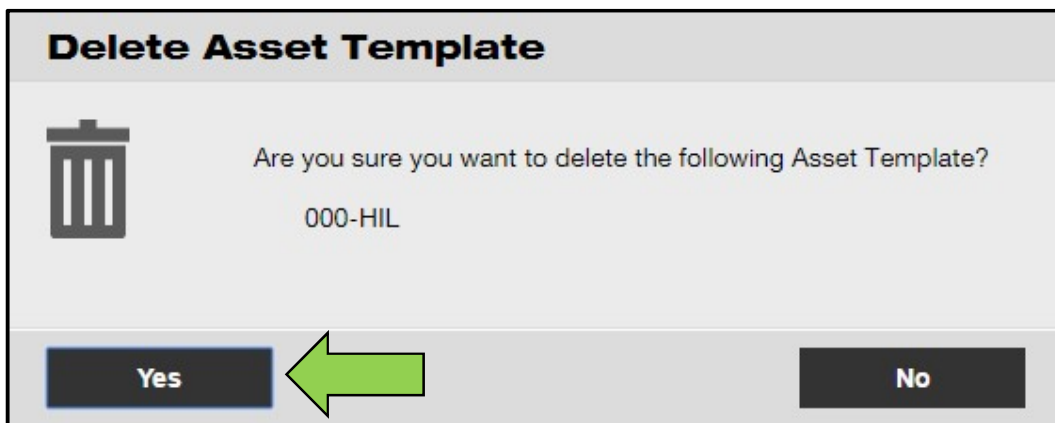 Delete Asset Template
Are you sure you want to delete the following Asset Template?
000-HIL
Yes
No